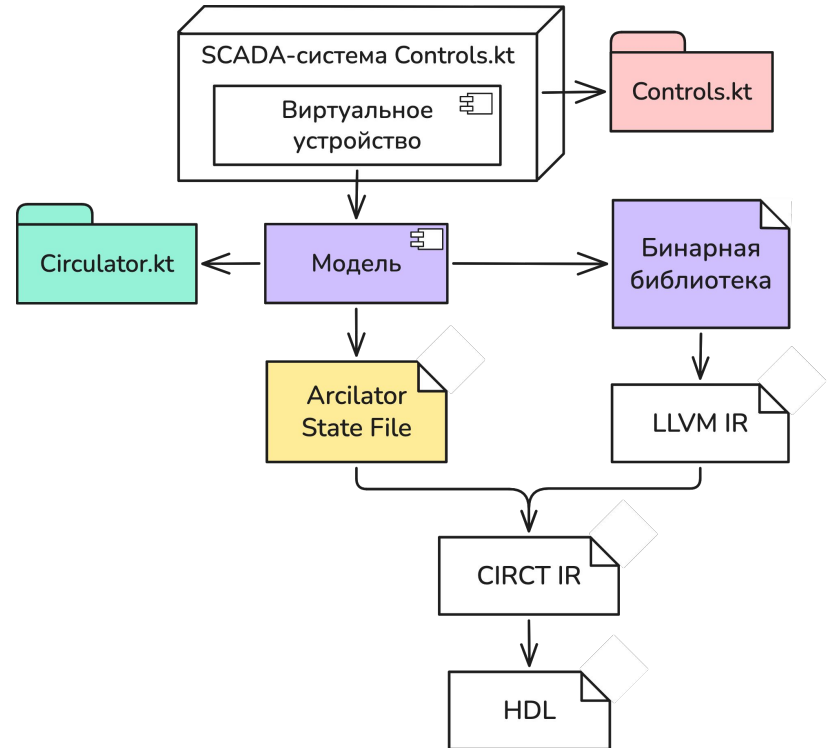 SCADA-система Controls.kt
Виртуальное
устройство
Controls.kt
Circulator.kt
Модель
Бинарная
библиотека
Arcilator
State File
LLVM IR
CIRCT IR
HDL